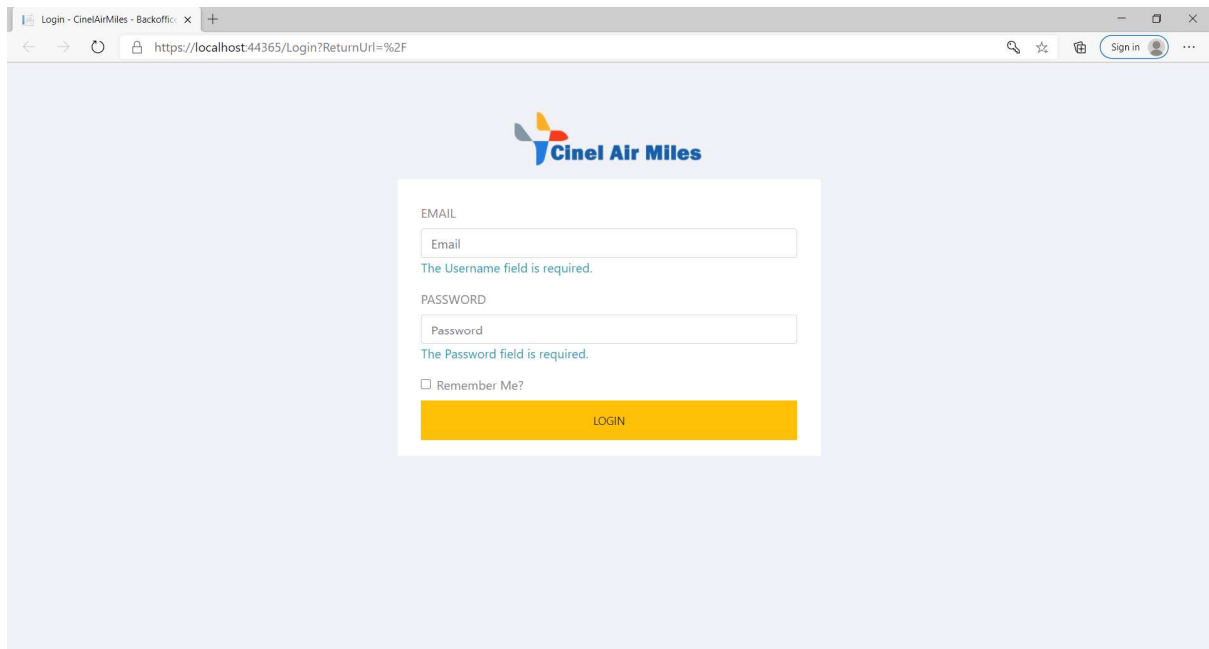 Login - CinelAirMiles - Backoffic
https://localhost:44365/Login?ReturnUrl=%2F
Sign in
Cinel Air Miles
EMAIL
Email
The Username field is required.
PASSWORD
Password
The Password field is required.
Remember Me?
LOGIN